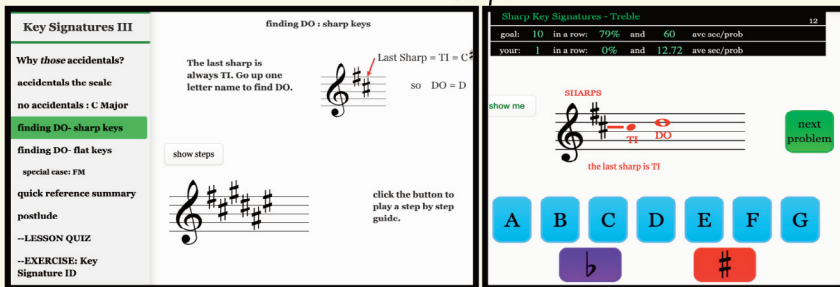 Key Signatures III
Why those accidentals?
accidentals the scale
no accidentals : C Major
finding DO- sharp keys
finding DO- flat keys
special case: FM
quick reference summary
postlude
--LESSON QUIZ
--EXERCISE: Key
Signature ID
finding DO : sharp keys
The last sharp is
always TI. Go up one
letter name to find DO.
Last Sharp = TI = C♯
so DO = D
show steps
click the button to
play a step by step
guide.
Sharp Key Signatures - Treble
12
goal: 10 in a row: 79% and 60 ave sec/prob
your: 1 in a row: 0% and 12.72 ave sec/prob
show me
SHARPS
TI DO
the last sharp is TI
next
problem
A B C D E F G
♭ ♯